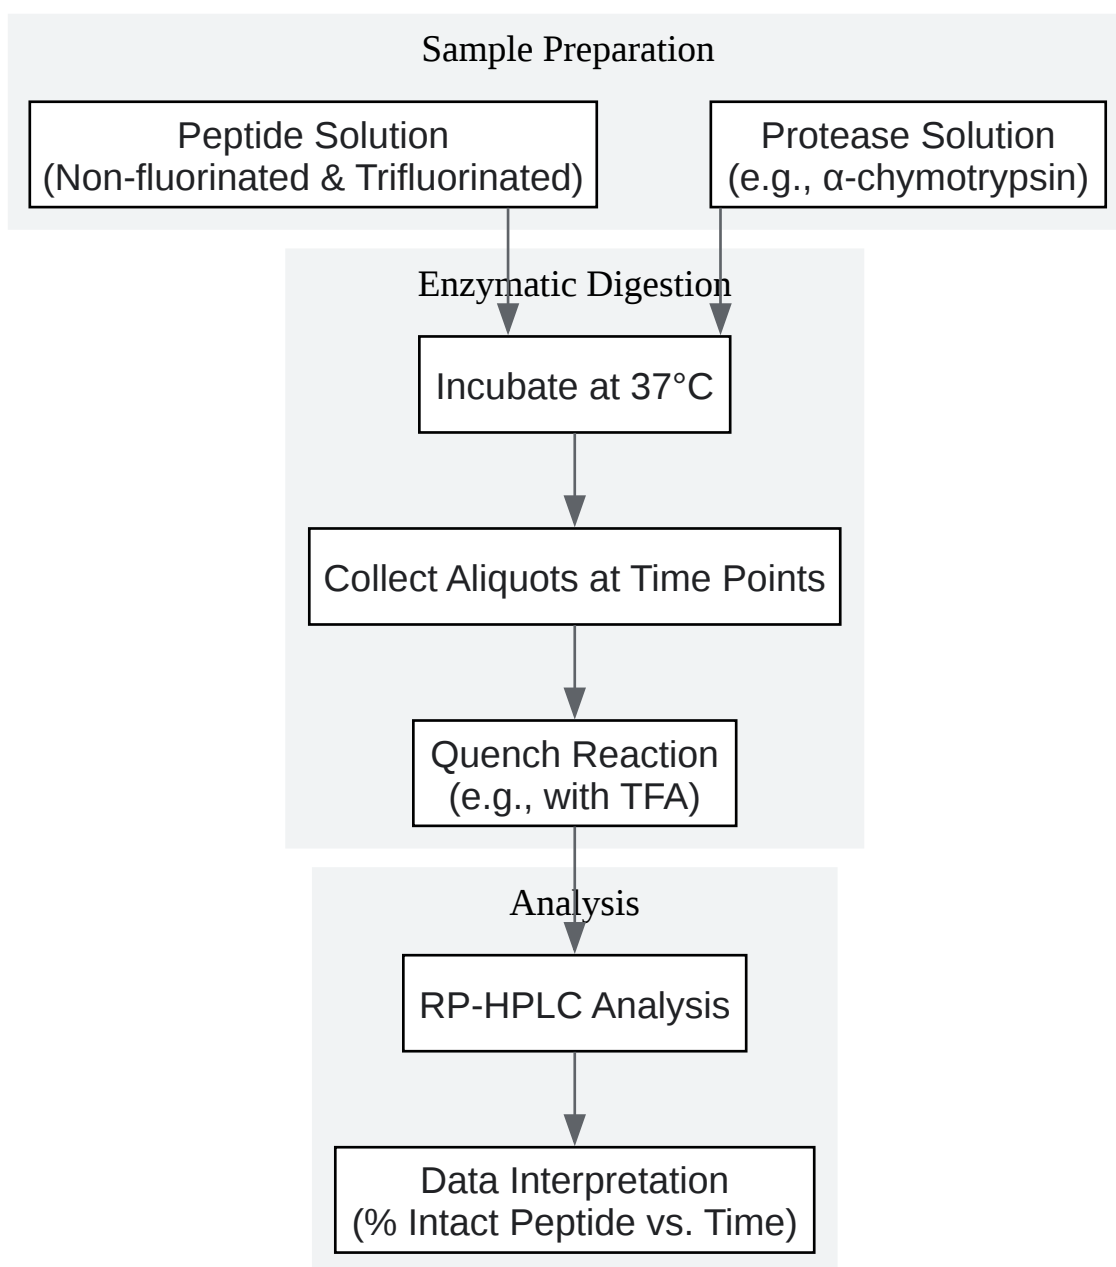 Sample Preparation
Peptide Solution
(Non-fluorinated & Trifluorinated)
Protease Solution
(e.g., α-chymotrypsin)
Enzymatic Digestion
Incubate at 37°C
Collect Aliquots at Time Points
Quench Reaction
(e.g., with TFA)
Analysis
RP-HPLC Analysis
Data Interpretation
(% Intact Peptide vs. Time)